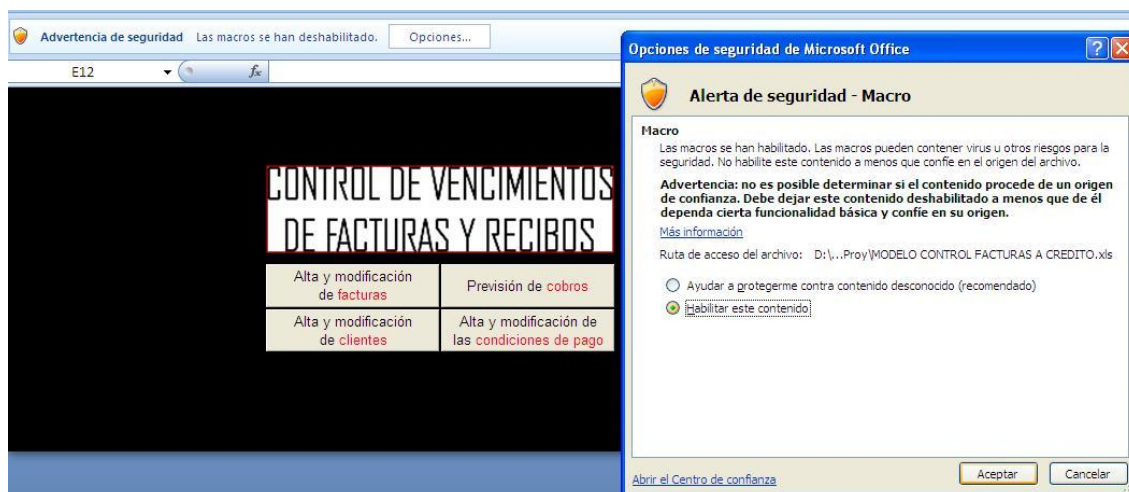 Advertencia de seguridad Las macros se han deshabilitado. Opciones...
E12 fx
CONTROL DE VENCIMIENTOS
DE FACTURAS Y RECIBOS
Alta y modificación
de facturas
Previsión de cobros
Alta y modificación
de clientes
Alta y modificación de
las condiciones de pago
Opciones de seguridad de Microsoft Office
Alerta de seguridad - Macro
Macro
Las macros se han habilitado. Las macros pueden contener virus u otros riesgos para la
seguridad. No habilite este contenido a menos que confíe en el origen del archivo.
Advertencia: no es posible determinar si el contenido procede de un origen
de confianza. Debe dejar este contenido deshabilitado a menos que de él
dependa cierta funcionalidad básica y confíe en su origen.
Más información
Ruta de acceso del archivo: D:\...Proy\MODELO CONTROL FACTURAS A CREDITO.xls
Ayudar a protegerme contra contenido desconocido (recomendado)
Habilitar este contenido
Abrir el Centro de confianza
Aceptar
Cancelar